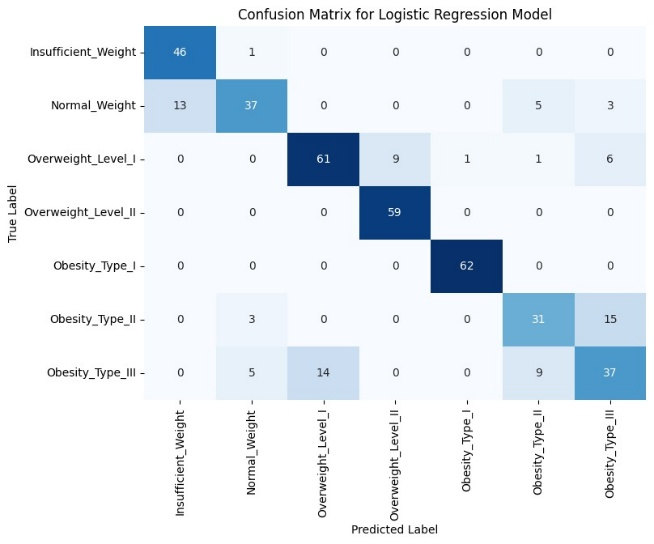 Confusion Matrix for Logistic Regression Model
True Label
Insufficient_Weight 46 1 0 0 0 0 0
Normal_Weight 13 37 0 0 0 5 3
Overweight_Level_I 0 0 61 9 1 1 6
Overweight_Level_II 0 0 0 59 0 0 0
Obesity_Type_I 0 0 0 0 62 0 0
Obesity_Type_II 0 3 0 0 0 31 15
Obesity_Type_III 0 5 14 0 0 9 37
Insufficient_Weight
Normal_Weight
Overweight_Level_I
Overweight_Level_II
Obesity_Type_I
Obesity_Type_II
Obesity_Type_III
Predicted Label